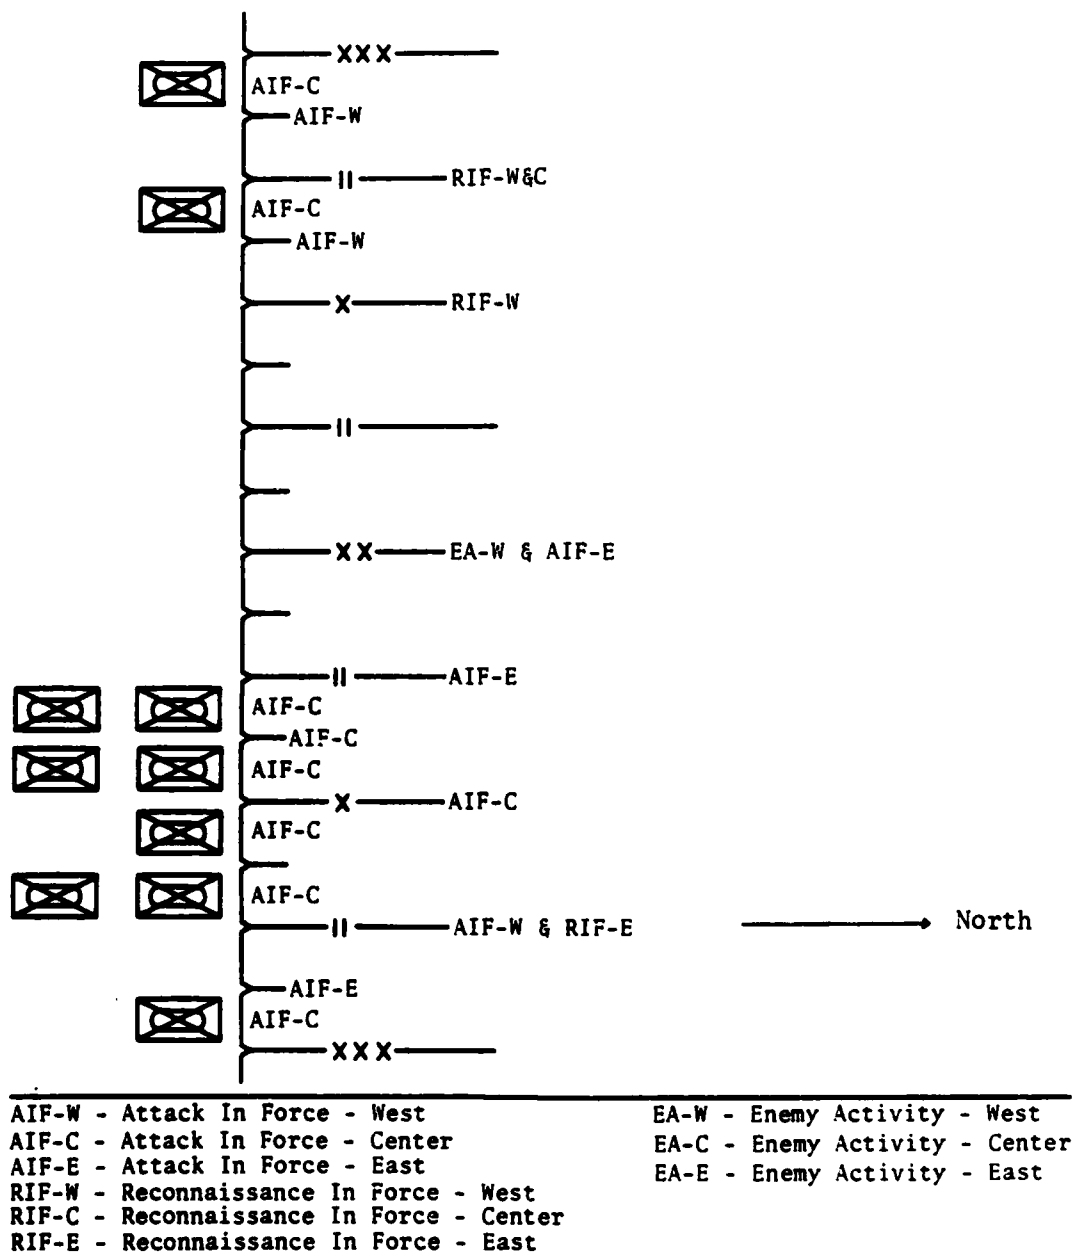 XXX
AIF-C
AIF-W
II RIF-W&C
AIF-C
AIF-W
X RIF-W
II
XX EA-W & AIF-E
II AIF-E
AIF-C
AIF-C
AIF-C
X AIF-C
AIF-C
AIF-C
II AIF-W & RIF-E North
AIF-E
AIF-C
XXX
AIF-W - Attack In Force - West EA-W - Enemy Activity - West
AIF-C - Attack In Force - Center EA-C - Enemy Activity - Center
AIF-E - Attack In Force - East EA-E - Enemy Activity - East
RIF-W - Reconnaissance In Force - West
RIF-C - Reconnaissance In Force - Center
RIF-E - Reconnaissance In Force - East